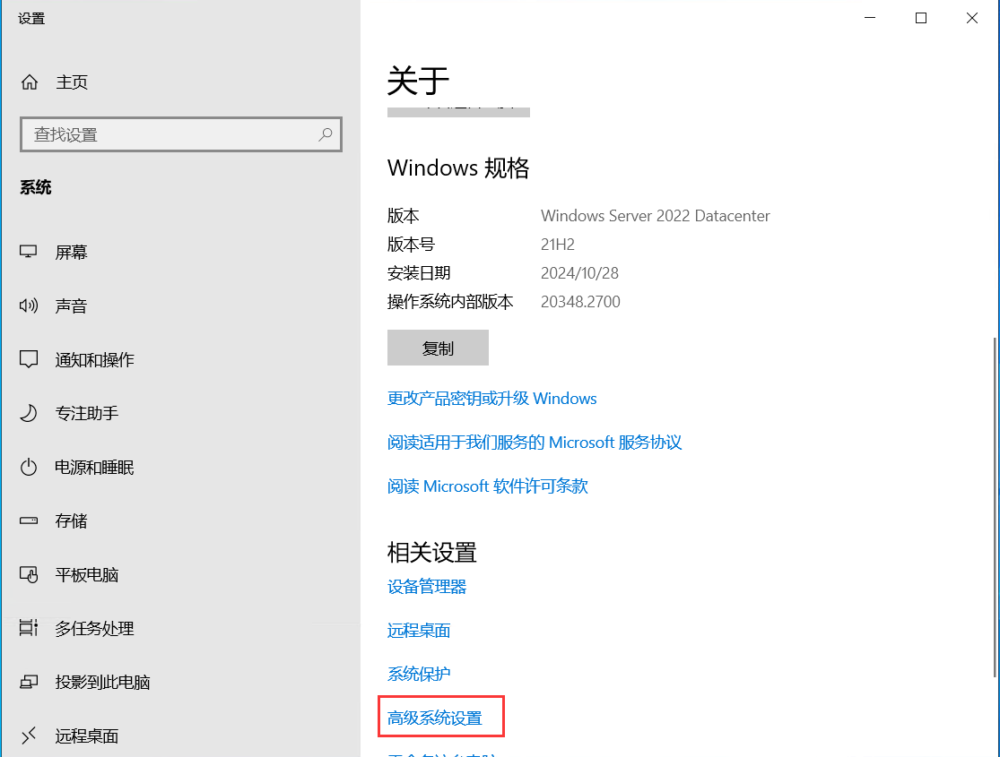 设置
主页
查找设置
系统
屏幕
声音
通知和操作
专注助手
电源和睡眠
存储
平板电脑
多任务处理
投影到此电脑
远程桌面
关于
Windows 规格
版本 Windows Server 2022 Datacenter
版本号 21H2
安装日期 2024/10/28
操作系统内部版本 20348.2700
复制
更改产品密钥或升级 Windows
阅读适用于我们服务的 Microsoft 服务协议
阅读 Microsoft 软件许可条款
相关设置
设备管理器
远程桌面
系统保护
高级系统设置